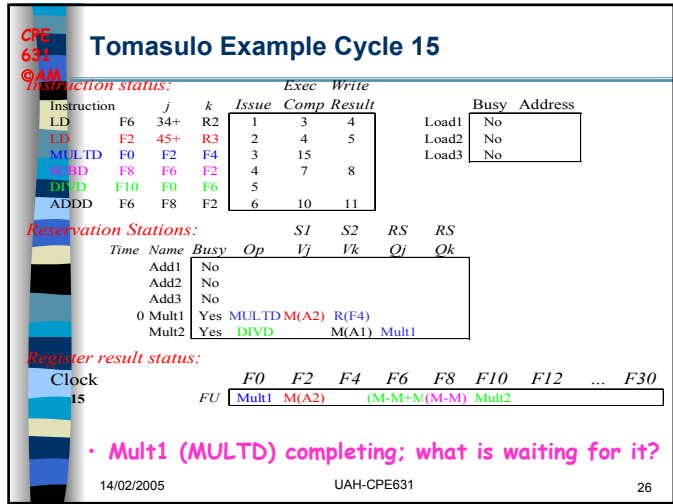 CPE
631
©AM
Tomasulo Example Cycle 15
Instruction status: Exec Write
Instruction j k Issue Comp Result Busy Address
LD F6 34+ R2 1 3 4 Load1 No
LD F2 45+ R3 2 4 5 Load2 No
MULTD F0 F2 F4 3 15 Load3 No
SUBD F8 F6 F2 4 7 8
DIVD F10 F0 F6 5
ADDD F6 F8 F2 6 10 11
Reservation Stations: S1 S2 RS RS
Time Name Busy Op Vj Vk Qj Qk
Add1 No
Add2 No
Add3 No
0 Mult1 Yes MULTD M(A2) R(F4)
Mult2 Yes DIVD M(A1) Mult1
Register result status:
Clock F0 F2 F4 F6 F8 F10 F12 ... F30
15 FU Mult1 M(A2) (M-M+M (M-M) Mult2
• Mult1 (MULTD) completing; what is waiting for it?
14/02/2005 UAH-CPE631 26